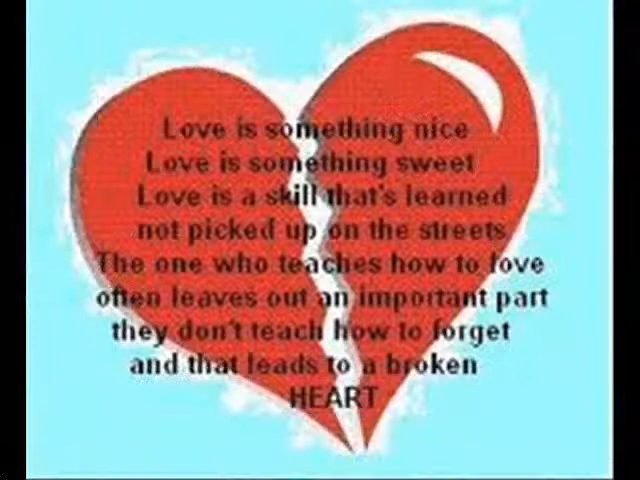 Love is something nice
Love is something sweet
Love is a skill that's learned
not picked up on the streets
The one who teaches how to love
often leaves out an important part
they don't teach how to forget
and that leads to a broken
HEART